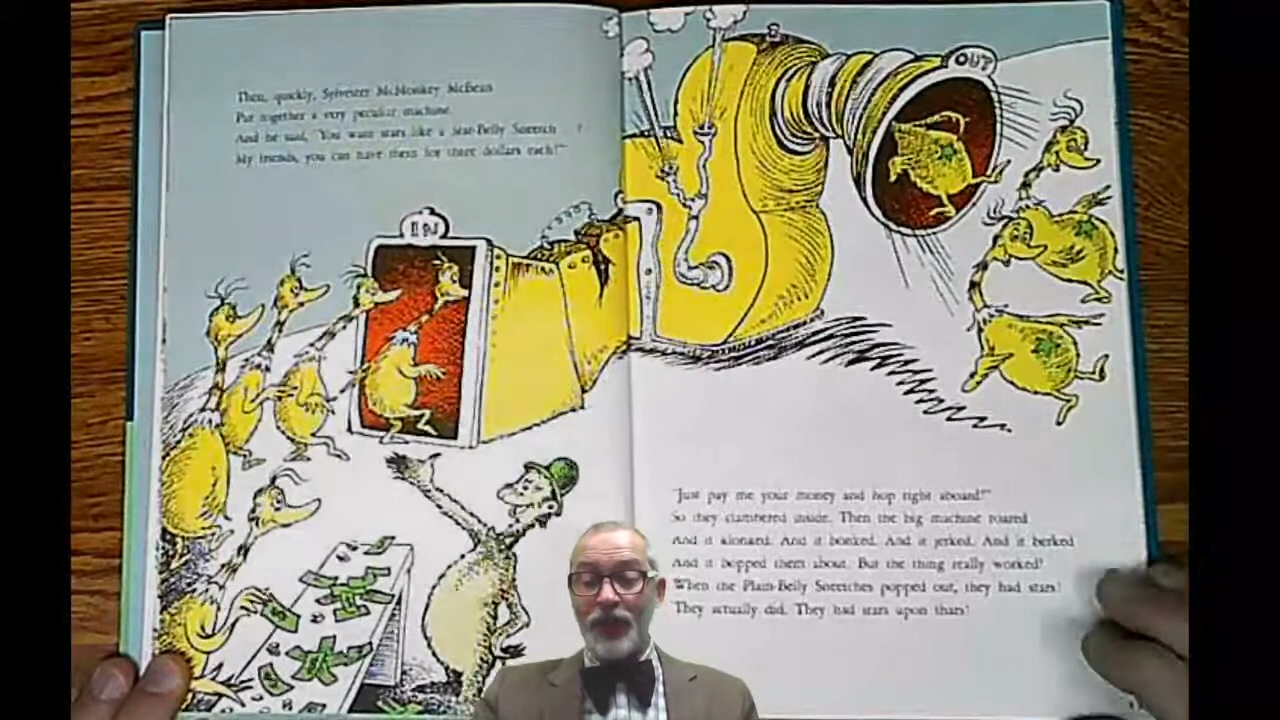 Then, quickly, Sylvester McMonkey McBean
Put together a very peculiar machine.
And he said, "You want stars like a Star-Belly Sneetch . . . ?
My friends, you can have them for three dollars each!"
IN
OUT
"Just pay me your money and hop right aboard!"
So they clambered inside. Then the big machine roared
And it klonked. And it bonked. And it jerked. And it berked
And it bopped them about. But the thing really worked!
When the Plain-Belly Sneetches popped out, they had stars!
They actually did. They had stars upon thars!